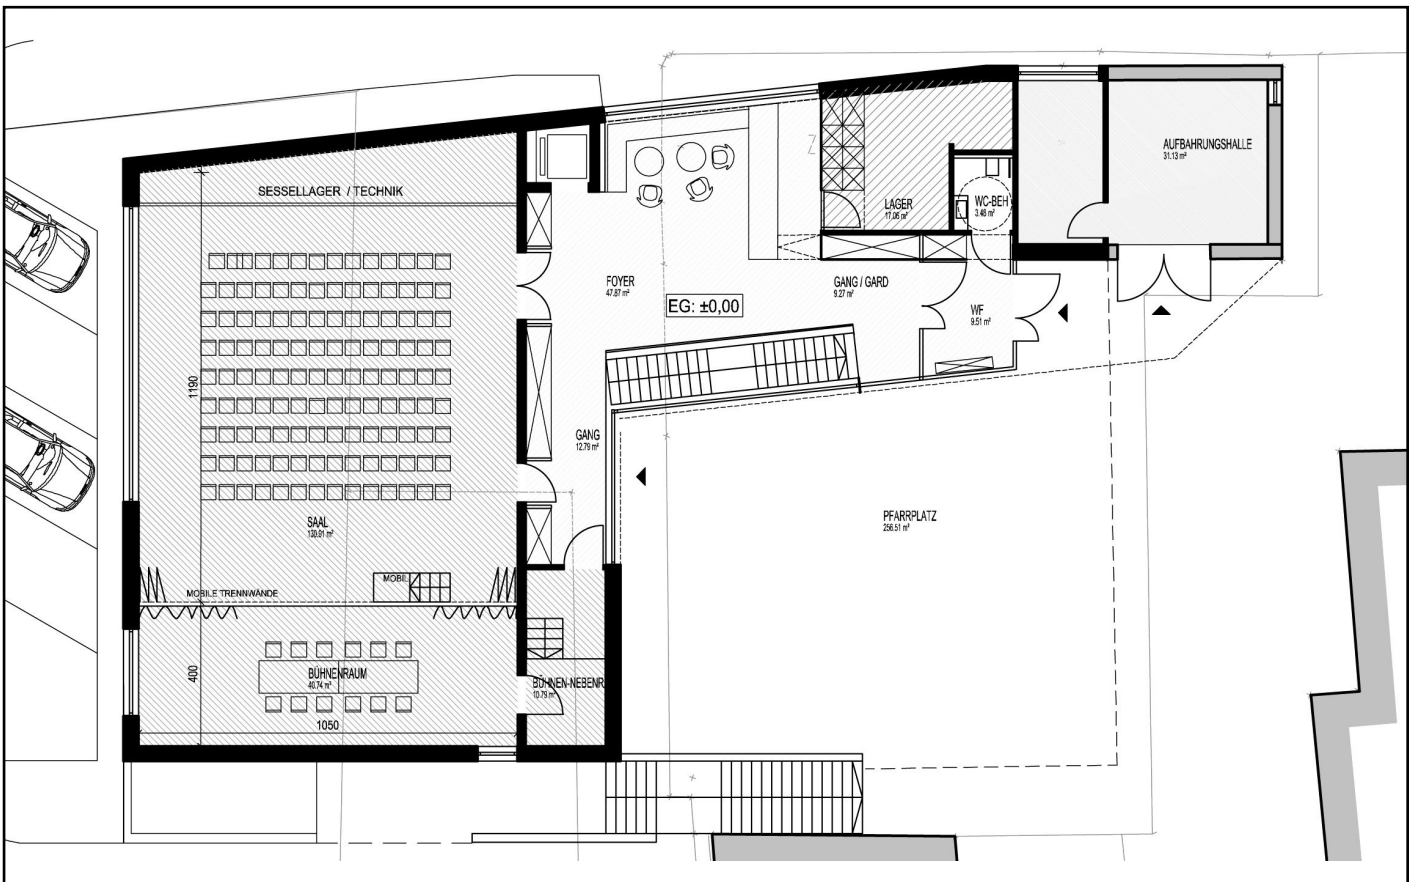 AUFBAHRUNGSHALLE
31.13 m²
SESSELLAGER / TECHNIK
LAGER
17.06 m²
WC-BEH
3.48 m²
FOYER
47.87 m²
GANG / GARD
9.27 m²
EG: ±0,00
WF
9.51 m²
1190
GANG
12.79 m²
SAAL
130.91 m²
PFARRPLATZ
256.51 m²
MOBIL
MOBILE TRENNWÄNDE
400
BÜHNENRAUM
40.74 m²
BÜHNEN-NEBENR
10.79 m²
1050